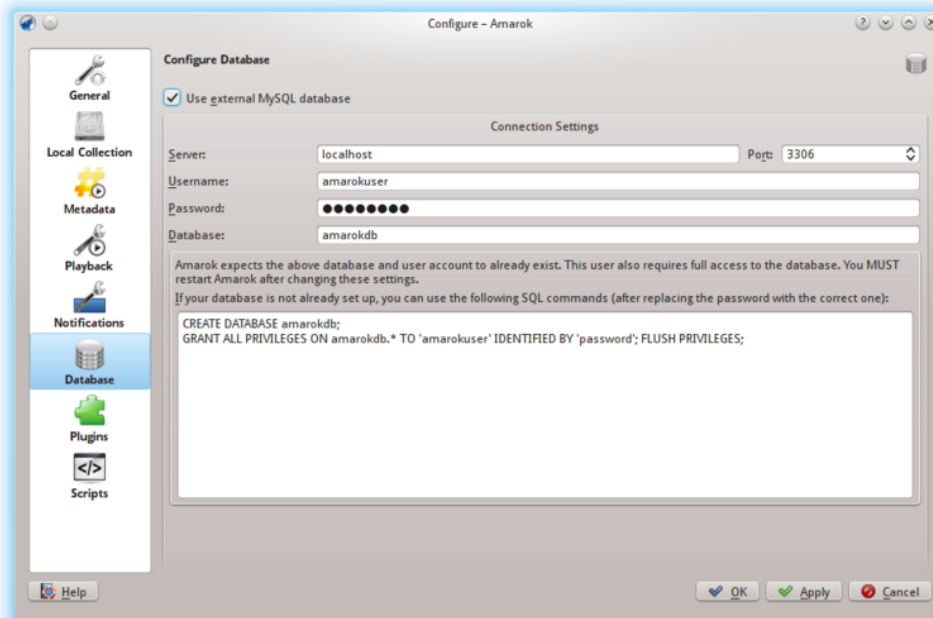 Configure – Amarok
General
Local Collection
Metadata
Playback
Notifications
Database
Plugins
Scripts
Configure Database
Use external MySQL database
Connection Settings
Server: localhost Port: 3306
Username: amarokuser
Password: ●●●●●●●●
Database: amarokdb
Amarok expects the above database and user account to already exist. This user also requires full access to the database. You MUST
restart Amarok after changing these settings.
If your database is not already set up, you can use the following SQL commands (after replacing the password with the correct one):
CREATE DATABASE amarokdb;
GRANT ALL PRIVILEGES ON amarokdb.* TO 'amarokuser' IDENTIFIED BY 'password'; FLUSH PRIVILEGES;
Help OK Apply Cancel